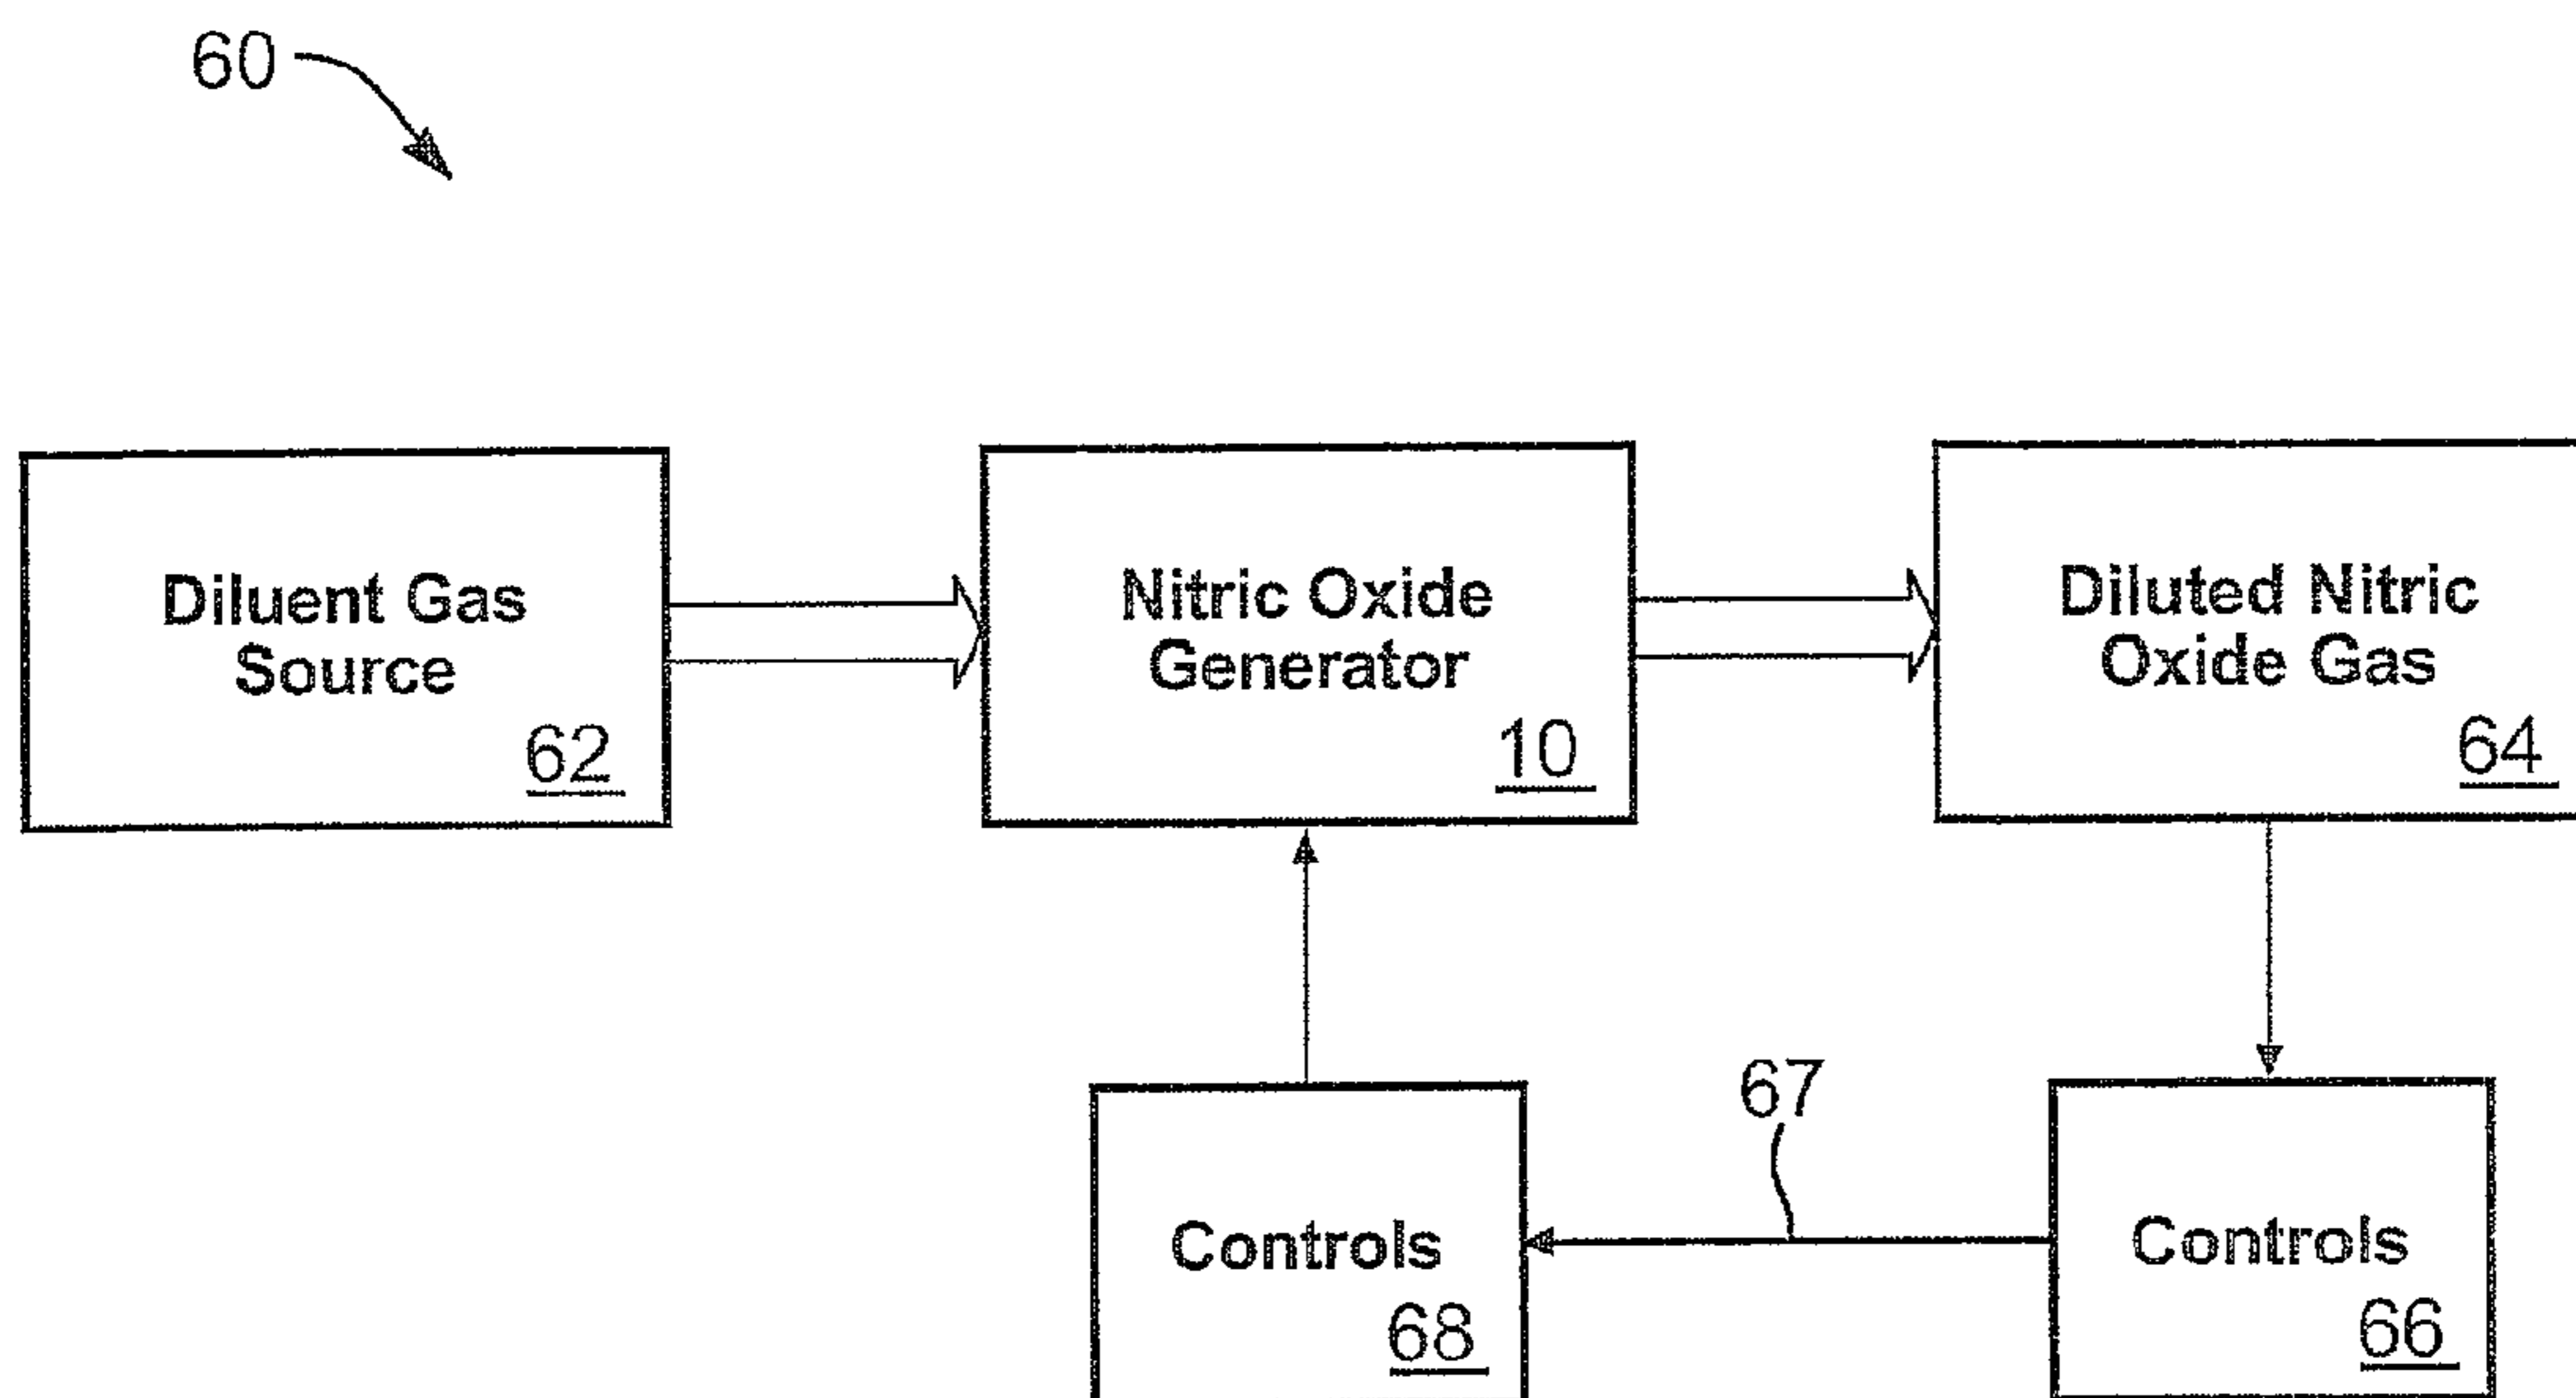 60
Diluent Gas
Source
62
Nitric Oxide
Generator
10
Diluted Nitric
Oxide Gas
64
67
Controls
68
Controls
66